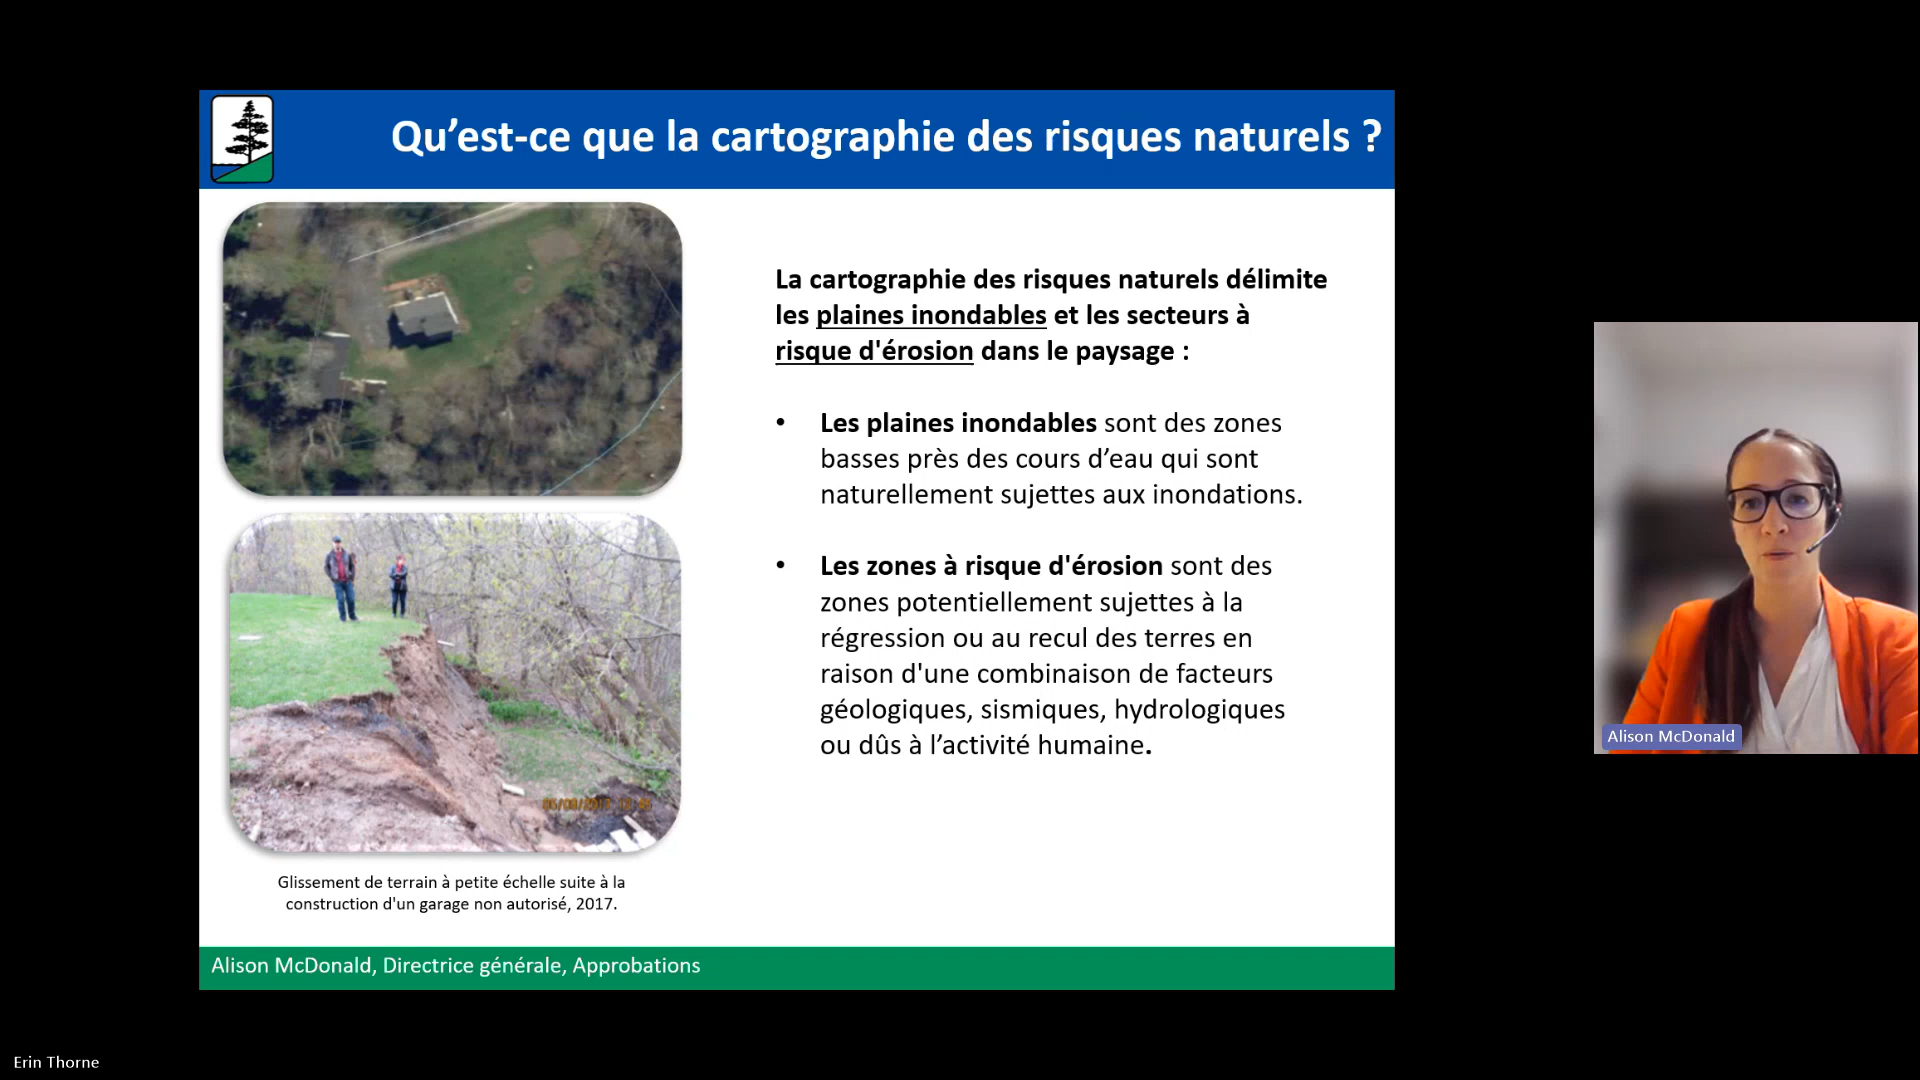 Qu’est-ce que la cartographie des risques naturels ?
La cartographie des risques naturels délimite
les plaines inondables et les secteurs à
risque d'érosion dans le paysage :
• Les plaines inondables sont des zones
basses près des cours d’eau qui sont
naturellement sujettes aux inondations.
• Les zones à risque d'érosion sont des
zones potentiellement sujettes à la
régression ou au recul des terres en
raison d'une combinaison de facteurs
géologiques, sismiques, hydrologiques
ou dûs à l’activité humaine.
Glissement de terrain à petite échelle suite à la
construction d'un garage non autorisé, 2017.
Alison McDonald, Directrice générale, Approbations
Alison McDonald
Erin Thorne